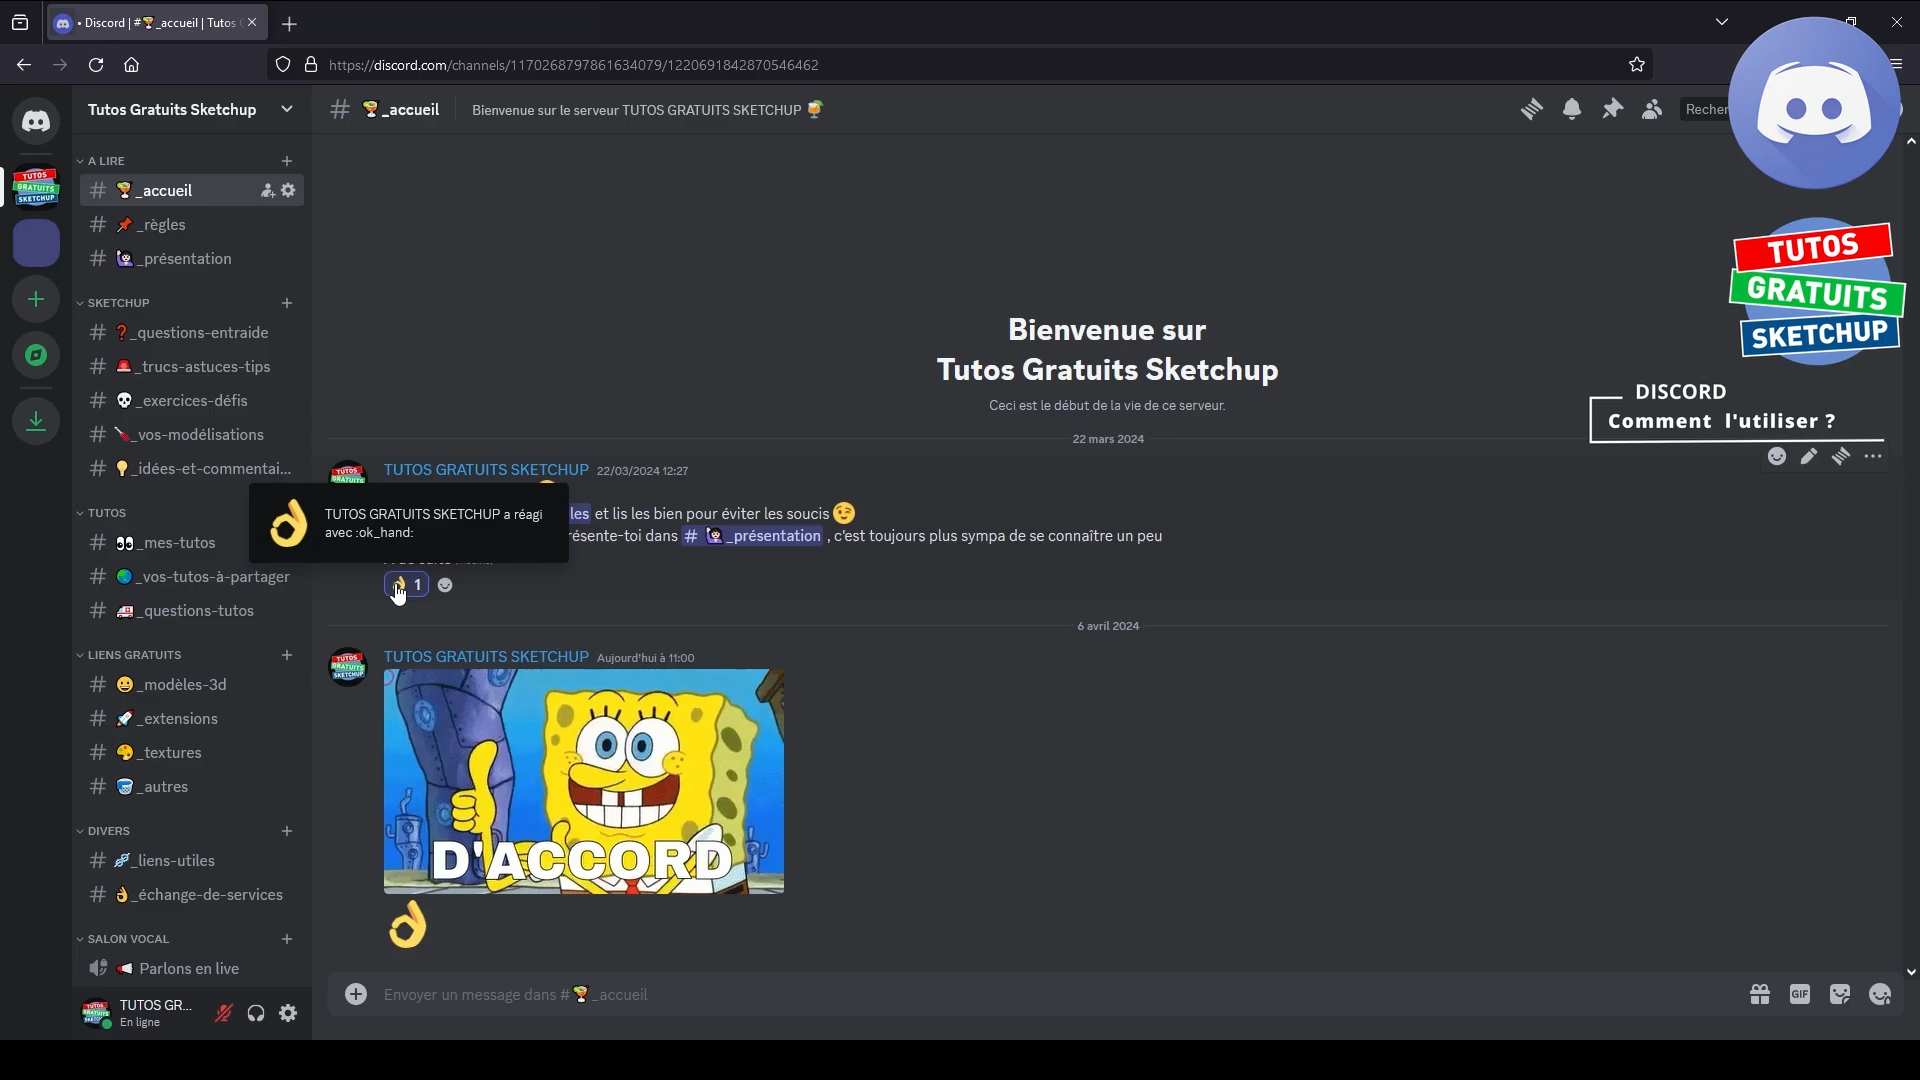 • Discord | #🍹_accueil | Tutos
https://discord.com/channels/1170268797861634079/1220691842870546462
Tutos Gratuits Sketchup
# 🍹_accueil
Bienvenue sur le serveur TUTOS GRATUITS SKETCHUP 🍹
Recher
TUTOS
GRATUITS
SKETCHUP
DISCORD
Comment l'utiliser ?
A LIRE
# 🍹_accueil
# 📌_règles
# 🙋🏻_présentation
SKETCHUP
# ❓_questions-entraide
# 🚨_trucs-astuces-tips
# 💀_exercices-défis
# 🍾_vos-modélisations
# 💡_idées-et-commentai...
TUTOS
# 👀_mes-tutos
# 🌍_vos-tutos-à-partager
# 🚑_questions-tutos
LIENS GRATUITS
# 😀_modèles-3d
# 🚀_extensions
# 🎨_textures
# 🪣_autres
DIVERS
# 🔗_liens-utiles
# 👌_échange-de-services
SALON VOCAL
📢 Parlons en live
TUTOS GR...
En ligne
Bienvenue sur
Tutos Gratuits Sketchup
Ceci est le début de la vie de ce serveur.
22 mars 2024
TUTOS GRATUITS SKETCHUP 22/03/2024 12:27
les et lis les bien pour éviter les soucis 😉
résente-toi dans # 🙋🏻_présentation , c'est toujours plus sympa de se connaître un peu
👌 1
TUTOS GRATUITS SKETCHUP a réagi
avec :ok_hand:
6 avril 2024
TUTOS GRATUITS SKETCHUP Aujourd'hui à 11:00
D'ACCORD
👌
Envoyer un message dans #🍹_accueil
GIF